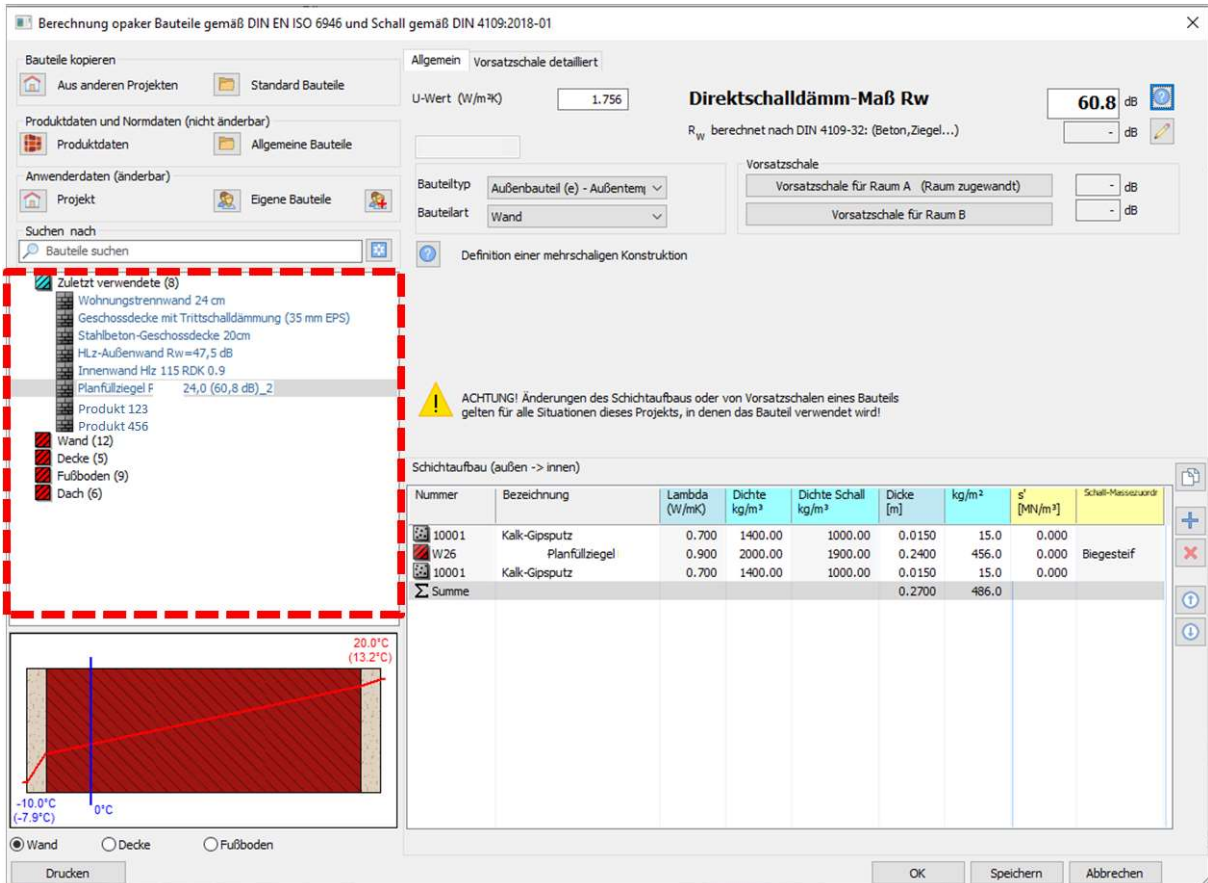 Berechnung opaker Bauteile gemäß DIN EN ISO 6946 und Schall gemäß DIN 4109:2018-01
Bauteile kopieren
Aus anderen Projekten
Standard Bauteile
Produktdaten und Normdaten (nicht änderbar)
Produktdaten
Allgemeine Bauteile
Anwenderdaten (änderbar)
Projekt
Eigene Bauteile
Suchen nach
Bauteile suchen
Zuletzt verwendete (8)
Wohnungstrennwand 24 cm
Geschossdecke mit Trittschalldämmung (35 mm EPS)
Stahlbeton-Geschossdecke 20cm
HLz-Außenwand Rw=47,5 dB
Innenwand Hlz 115 RDK 0.9
Planfüllziegel 24,0 (60,8 dB)_2
Produkt 123
Produkt 456
Wand (12)
Decke (5)
Fußboden (9)
Dach (6)
20.0°C
(13.2°C)
-10.0°C
(-7.9°C)
0°C
Wand Decke Fußboden
Drucken
Allgemein Vorsatzschale detailliert
U-Wert (W/m²K) 1.756
Direktschalldämm-Maß Rw 60.8 dB
RW berechnet nach DIN 4109-32: (Beton,Ziegel...) - dB
Bauteiltyp Außenbauteil (e) - Außentem
Bauteilart Wand
Vorsatzschale
Vorsatzschale für Raum A (Raum zugewandt) - dB
Vorsatzschale für Raum B - dB
Definition einer mehrschaligen Konstruktion
ACHTUNG! Änderungen des Schichtaufbaus oder von Vorsatzschalen eines Bauteils
gelten für alle Situationen dieses Projekts, in denen das Bauteil verwendet wird!
Schichtaufbau (außen -> innen)
Nummer Bezeichnung Lambda (W/mK) Dichte kg/m³ Dichte Schall kg/m³ Dicke [m] kg/m² s' [MN/m³] Schall-Massezuordr
10001 Kalk-Gipsputz 0.700 1400.00 1000.00 0.0150 15.0 0.000
W26 Planfüllziegel 0.900 2000.00 1900.00 0.2400 456.0 0.000 Biegesteif
10001 Kalk-Gipsputz 0.700 1400.00 1000.00 0.0150 15.0 0.000
Σ Summe 0.2700 486.0
OK Speichern Abbrechen